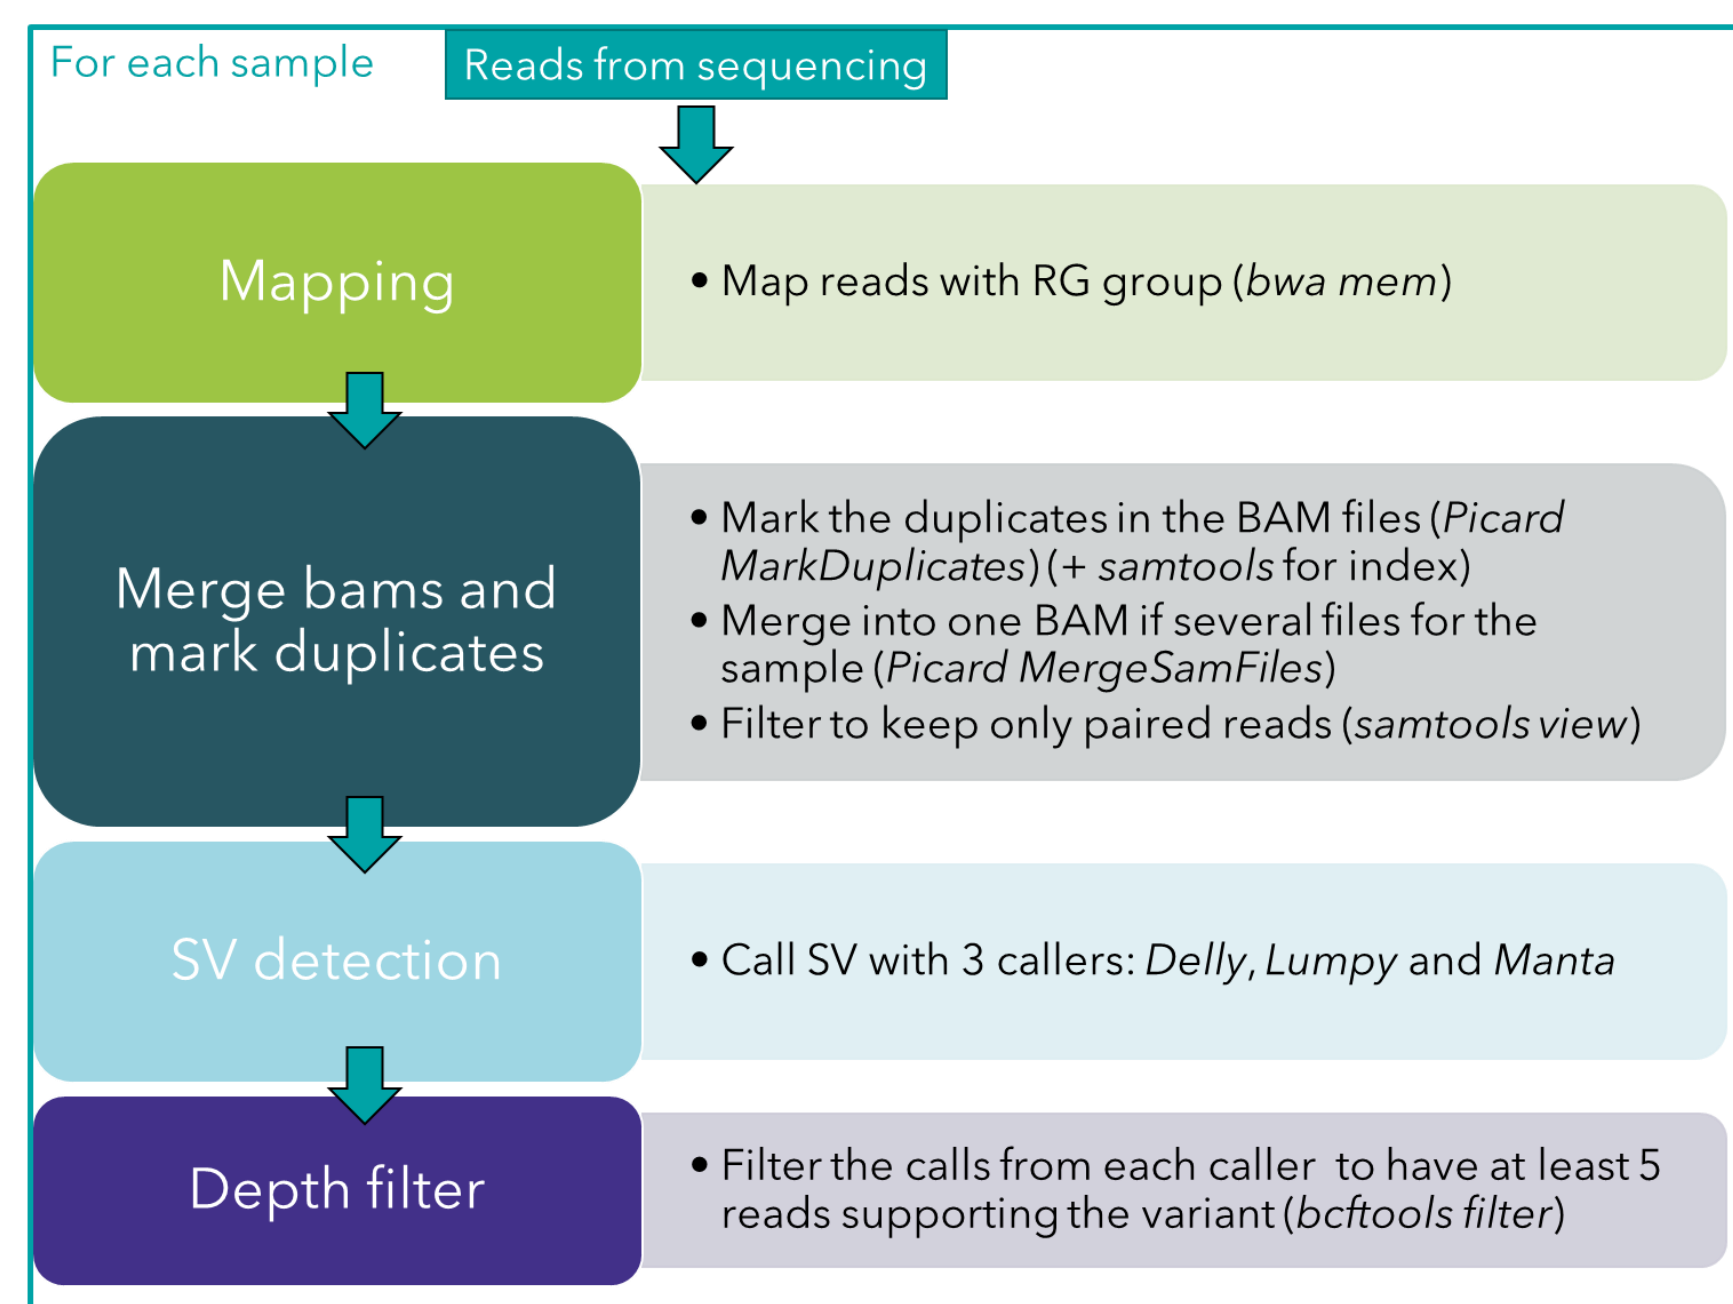 For each sample
Reads from sequencing
Mapping
• Map reads with RG group (bwa mem)
Merge bams and
mark duplicates
• Mark the duplicates in the BAM files (Picard
MarkDuplicates) (+ samtools for index)
• Merge into one BAM if several files for the
sample (Picard MergeSamFiles)
• Filter to keep only paired reads (samtools view)
SV detection
• Call SV with 3 callers: Delly, Lumpy and Manta
Depth filter
• Filter the calls from each caller to have at least 5
reads supporting the variant (bcftools filter)